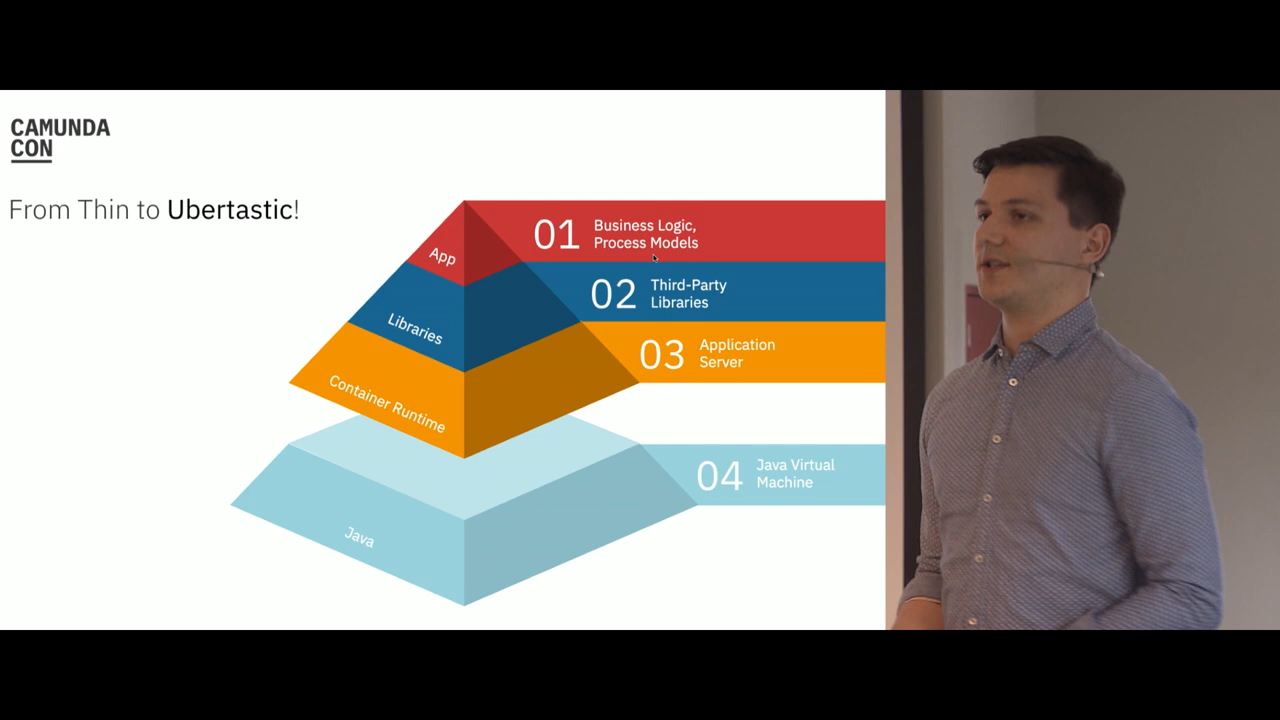 CAMUNDA
CON
From Thin to Ubertastic!
App
01
Business Logic,
Process Models
Libraries
02
Third-Party
Libraries
Container Runtime
03
Application
Server
Java
04
Java Virtual
Machine